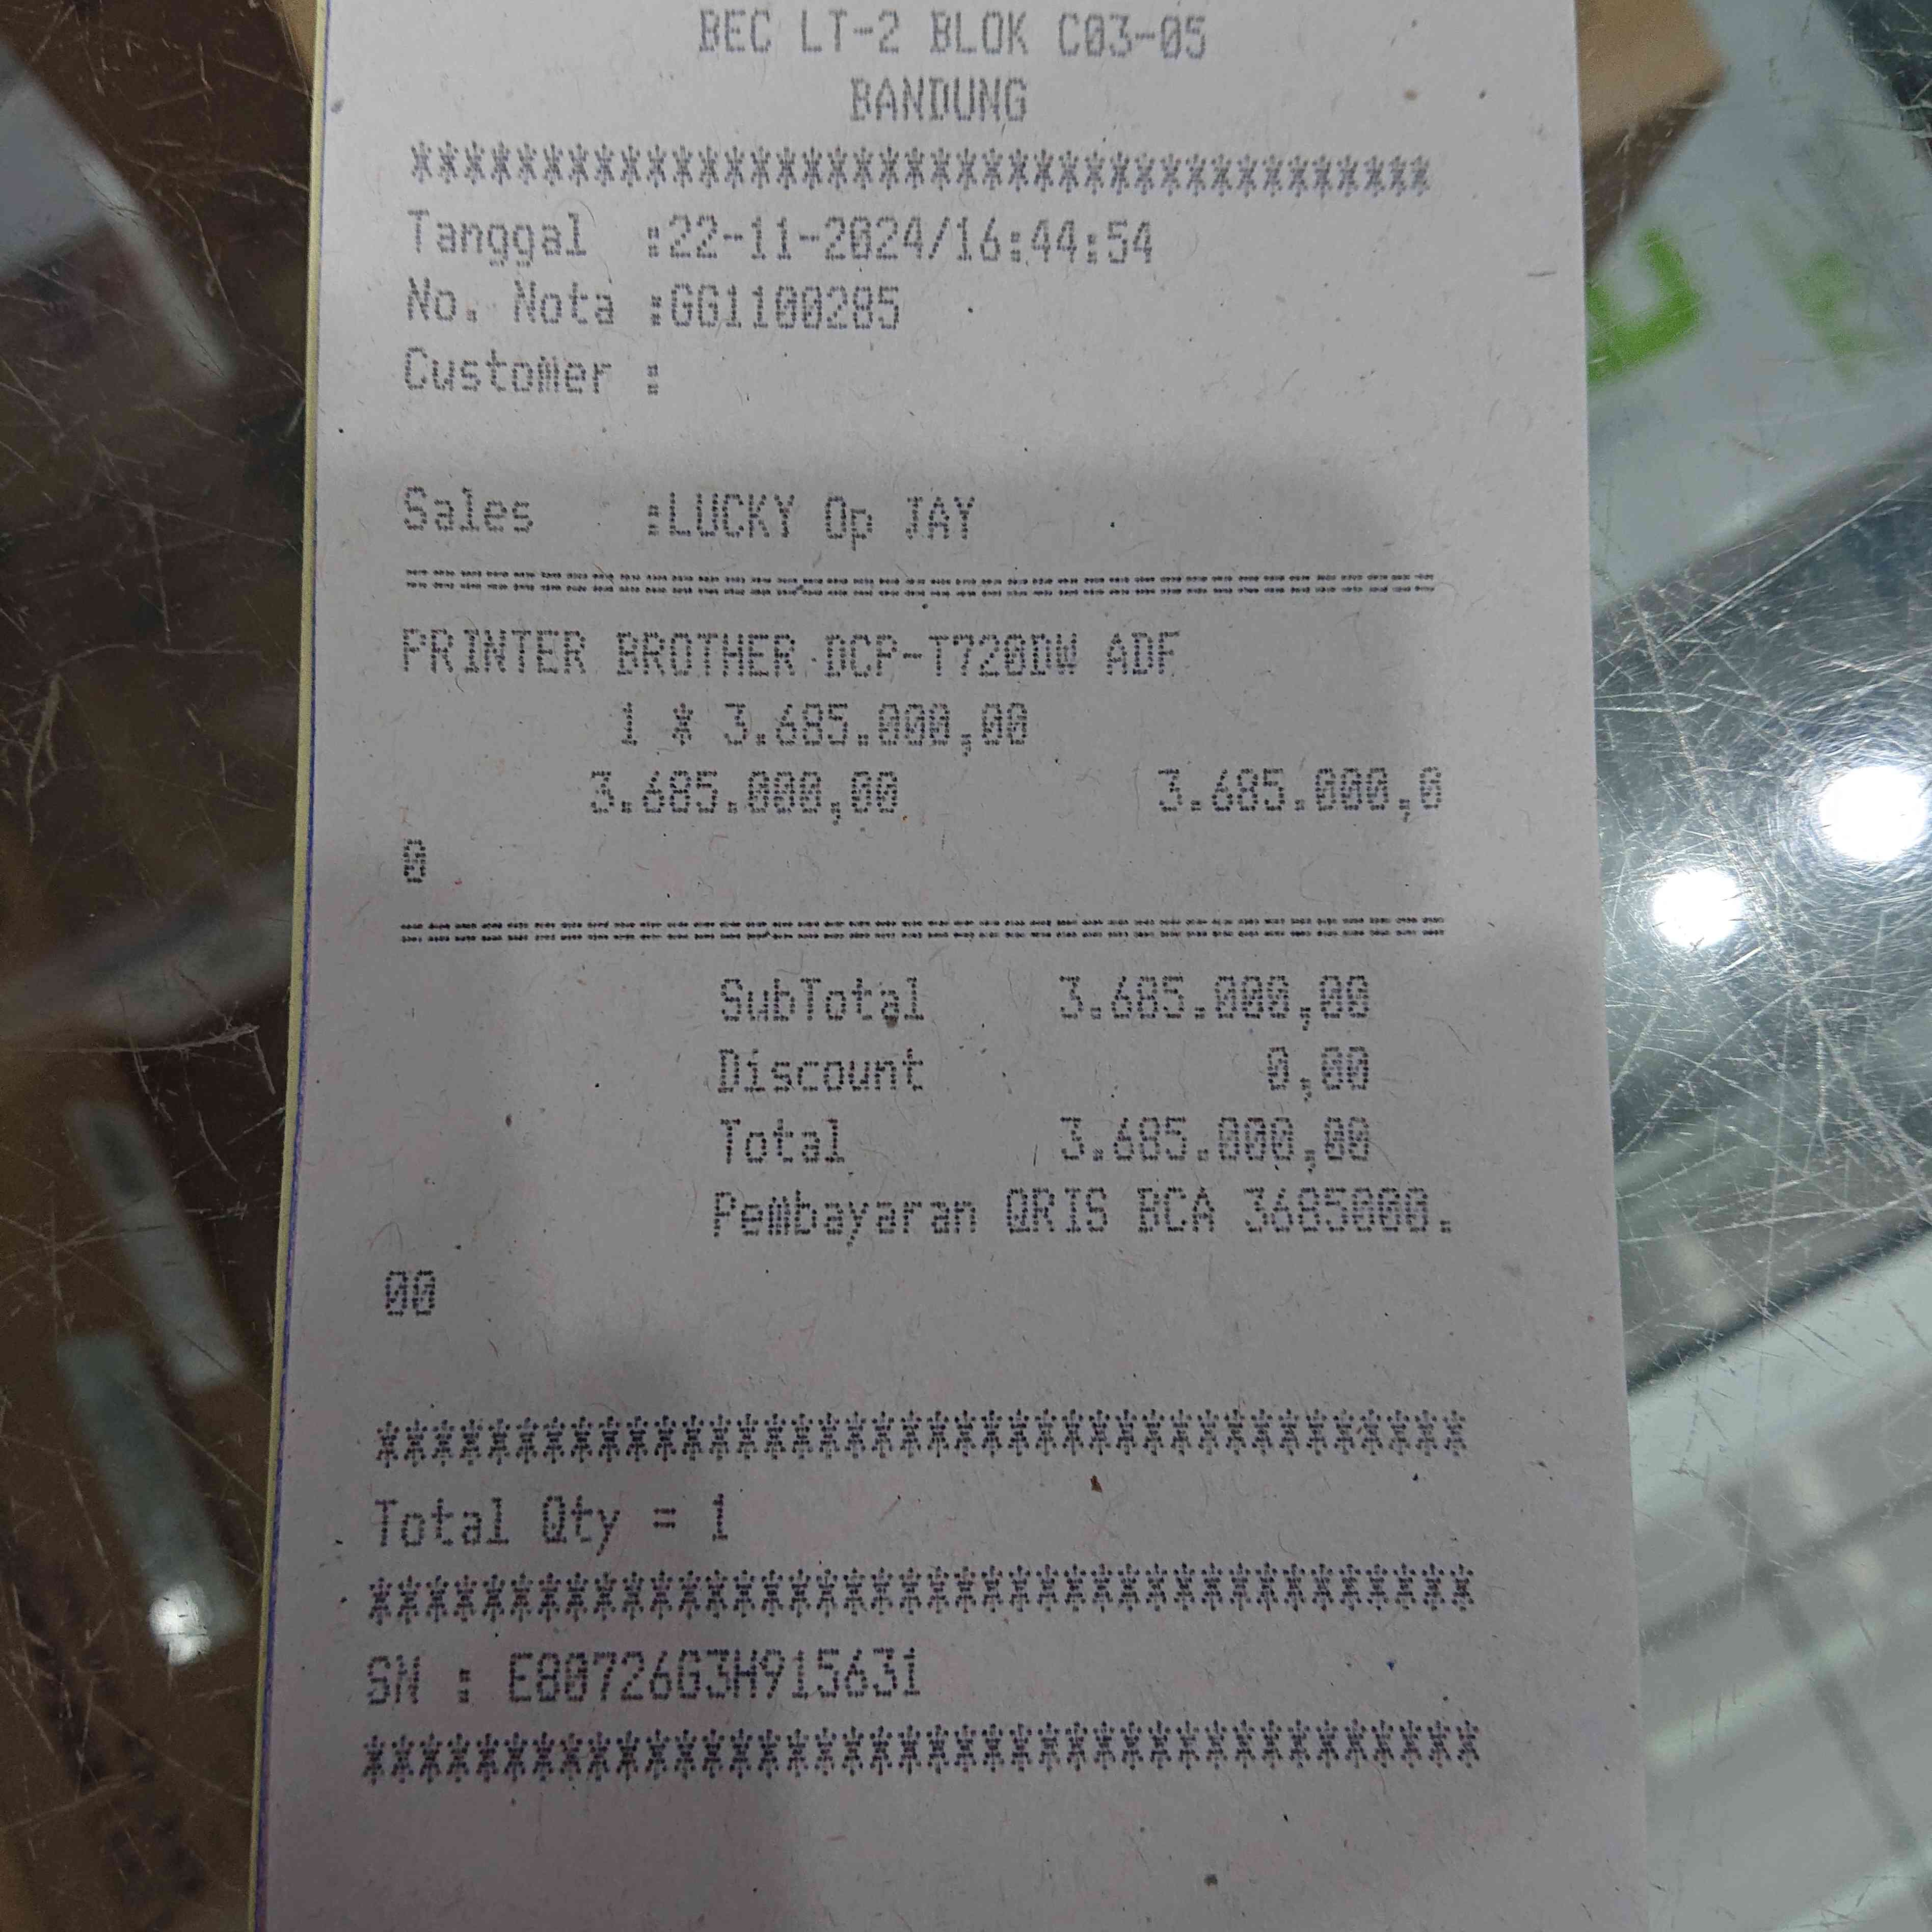 BEC LT-2 BLOK C03-05
BANDUNG
****************************************
Tanggal :22-11-2024/16:44:54
No. Nota :GG1100285
Customer :
Sales :LUCKY Op JAY
========================================
PRINTER BROTHER DCP-T720DW ADF
1 * 3.685.000,00
3.685.000,00 3.685.000,0
0
========================================
SubTotal 3.685.000,00
Discount 0,00
Total 3.685.000,00
Pembayaran QRIS BCA 3685000.
00
****************************************
Total Qty = 1
****************************************
SN : E80726G3H915631
****************************************